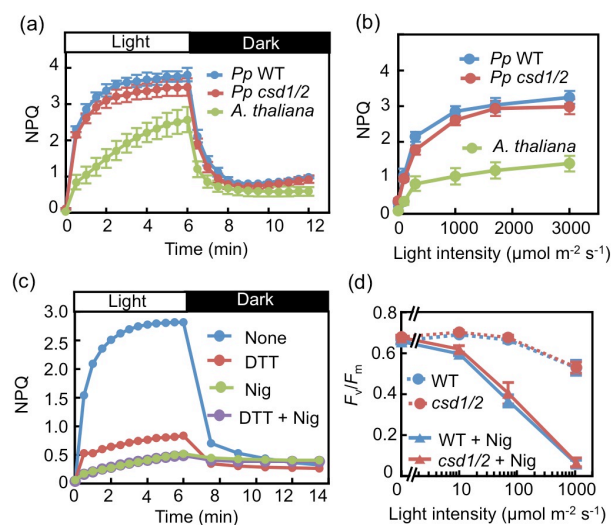 (a)
Light Dark
NPQ
4
3
2
1
0
Pp WT
Pp csd1/2
A. thaliana
0 2 4 6 8 10 12
Time (min)
(b)
NPQ
5
4
3
2
1
0
Pp WT
Pp csd1/2
A. thaliana
0 1000 2000 3000
Light intensity (μmol m-2 s-1)
(c)
Light Dark
NPQ
3.0
2.5
2.0
1.5
1.0
0.5
0
None
DTT
Nig
DTT + Nig
0 2 4 6 8 10 12 14
Time (min)
(d)
Fv/Fm
0.8
0.6
0.4
0.2
0
WT
csd1/2
WT + Nig
csd1/2 + Nig
0 10 100 1000
Light intensity (μmol m-2 s-1)